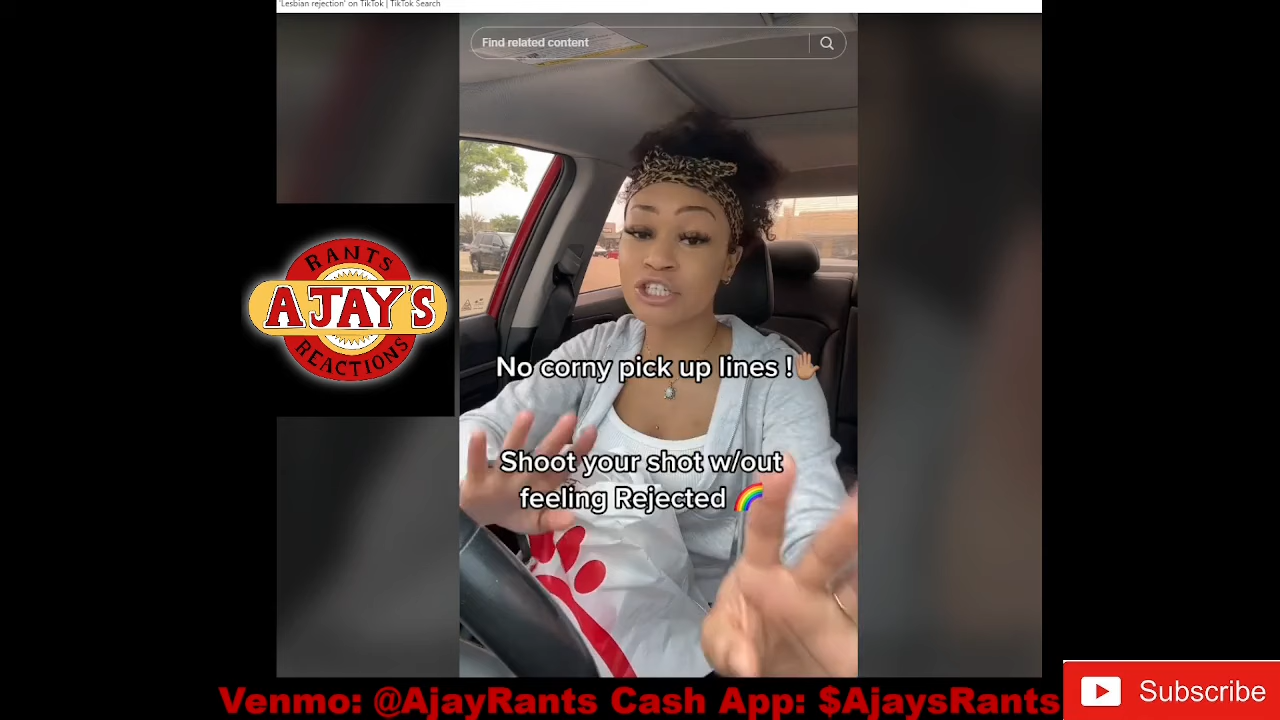 'Lesbian rejection' on TikTok | TikTok Search
Find related content
RANTS
AJAY'S
REACTIONS
No corny pick up lines !✋🏽
Shoot your shot w/out
feeling Rejected 🌈
Venmo: @AjayRants Cash App: $AjaysRants
Subscribe